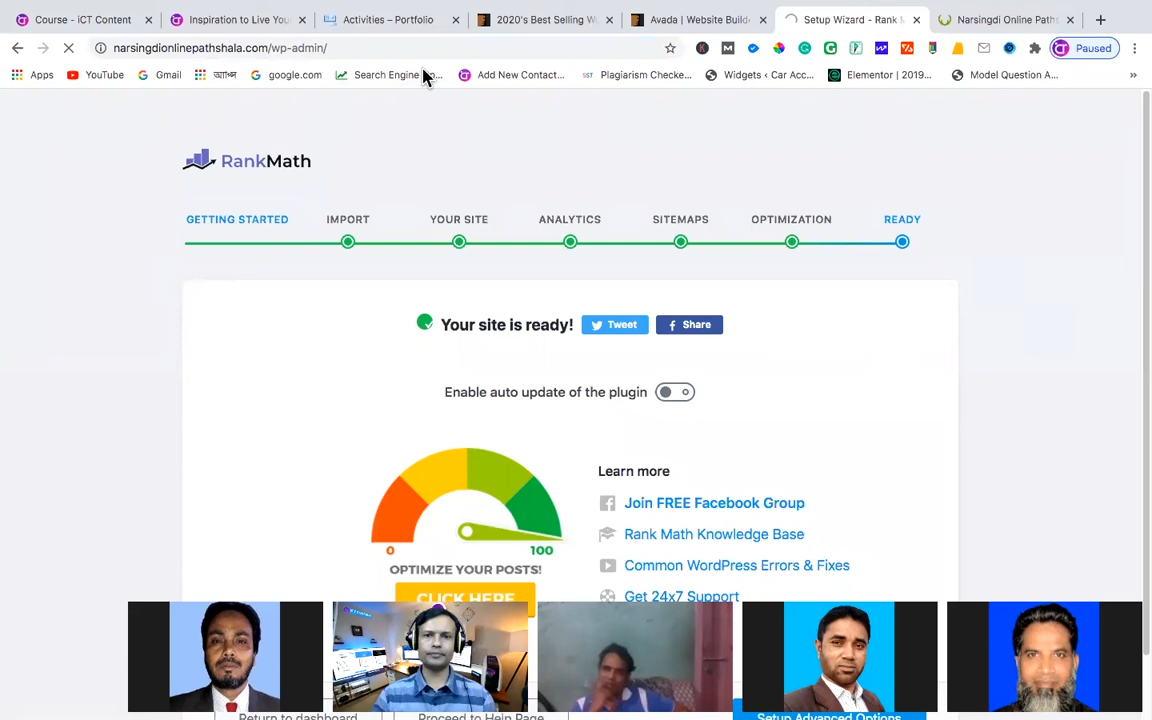 Course - iCT Content
Inspiration to Live You
Activities – Portfolio
2020's Best Selling W
Avada | Website Build
Setup Wizard - Rank
Narsingdi Online Path
narsingdionlinepathshala.com/wp-admin/
Paused
Apps
YouTube
Gmail
google.com
Search Engine
Add New Contact...
Plagiarism Checke...
Widgets ‹ Car Acc...
Elementor | 2019...
Model Question A...
RankMath
GETTING STARTED
IMPORT
YOUR SITE
ANALYTICS
SITEMAPS
OPTIMIZATION
READY
Your site is ready!
Tweet
Share
Enable auto update of the plugin
0
100
OPTIMIZE YOUR POSTS!
CLICK HERE
Learn more
Join FREE Facebook Group
Rank Math Knowledge Base
Common WordPress Errors & Fixes
Get 24x7 Support
Return to dashboard
Proceed to Help Page
Setup Advanced Options